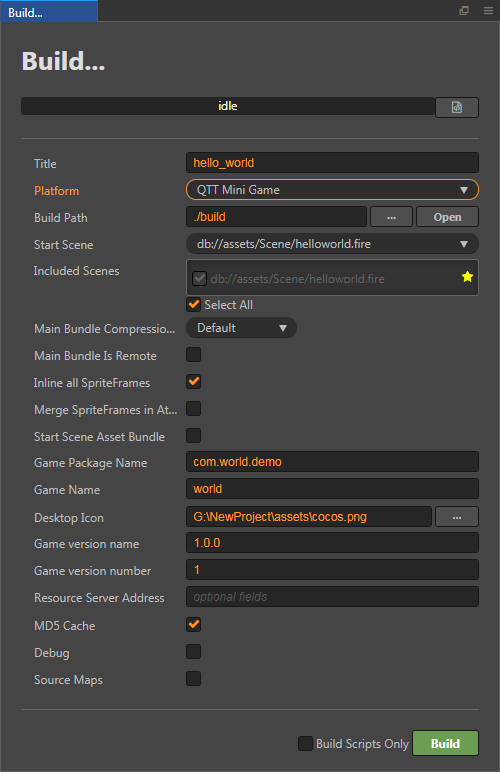 Build...
Build...
idle
Title hello_world
Platform QTT Mini Game
Build Path ./build ... Open
Start Scene db://assets/Scene/helloworld.fire
Included Scenes db://assets/Scene/helloworld.fire
Select All
Main Bundle Compressio... Default
Main Bundle Is Remote
Inline all SpriteFrames
Merge SpriteFrames in At...
Start Scene Asset Bundle
Game Package Name com.world.demo
Game Name world
Desktop Icon G:\NewProject\assets\cocos.png ...
Game version name 1.0.0
Game version number 1
Resource Server Address optional fields
MD5 Cache
Debug
Source Maps
Build Scripts Only Build